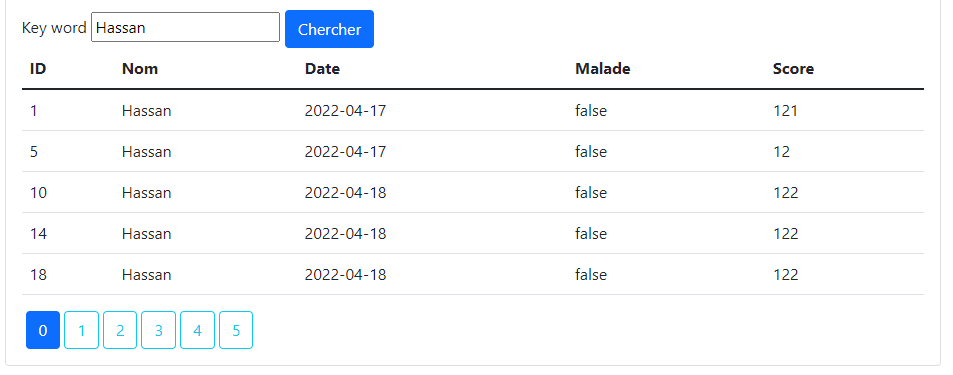 Key word Hassan Chercher
ID Nom Date Malade Score
1 Hassan 2022-04-17 false 121
5 Hassan 2022-04-17 false 12
10 Hassan 2022-04-18 false 122
14 Hassan 2022-04-18 false 122
18 Hassan 2022-04-18 false 122
0 1 2 3 4 5